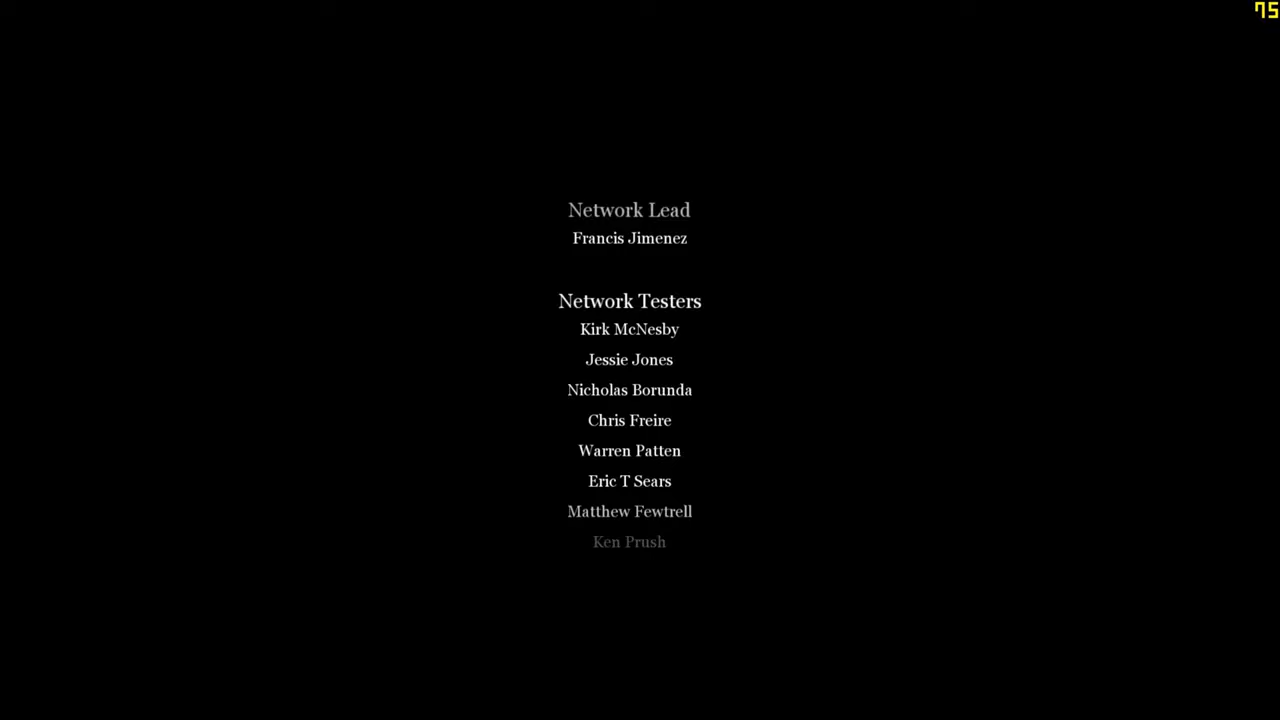 75
Network Lead
Francis Jimenez
Network Testers
Kirk McNesby
Jessie Jones
Nicholas Borunda
Chris Freire
Warren Patten
Eric T Sears
Matthew Fewtrell
Ken Prush